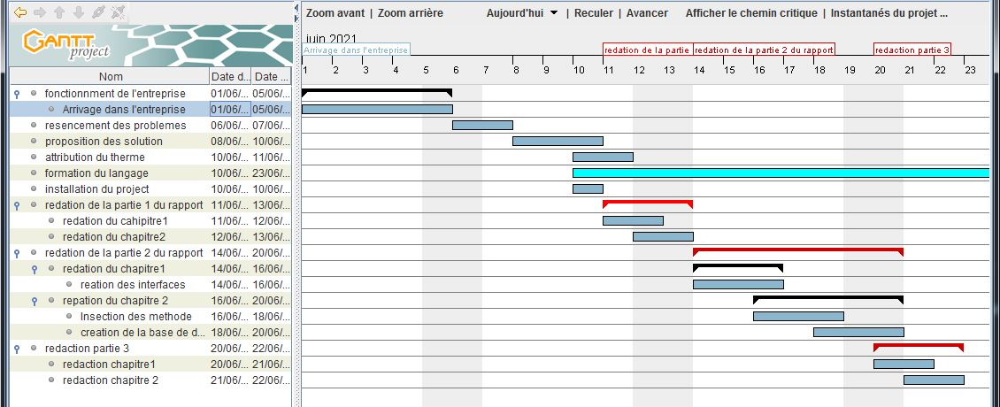 Zoom avant | Zoom arrière Aujourd'hui | Reculer | Avancer Afficher le chemin critique | Instantanés du projet ...
GANTT project
juin 2021
Arrivage dans l'entreprise redation de la partie redation de la partie 2 du rapport redaction partie 3
1 2 3 4 5 6 7 8 9 10 11 12 13 14 15 16 17 18 19 20 21 22 23
Nom Date d... Date ...
fonctionnment de l'entreprise 01/06/... 05/06/...
Arrivage dans l'entreprise 01/06/... 05/06/...
resencement des problemes 06/06/... 07/06/...
proposition des solution 08/06/... 10/06/...
attribution du therme 10/06/... 11/06/...
formation du langage 10/06/... 23/06/...
installation du project 10/06/... 10/06/...
redation de la partie 1 du rapport 11/06/... 13/06/...
redation du cahipitre1 11/06/... 12/06/...
redation du chapitre2 12/06/... 13/06/...
redation de la partie 2 du rapport 14/06/... 20/06/...
redation du chapitre1 14/06/... 16/06/...
reation des interfaces 14/06/... 16/06/...
repation du chapitre 2 16/06/... 20/06/...
Insection des methode 16/06/... 18/06/...
creation de la base de d... 18/06/... 20/06/...
redaction partie 3 20/06/... 22/06/...
redaction chapitre1 20/06/... 21/06/...
redaction chapitre 2 21/06/... 22/06/...